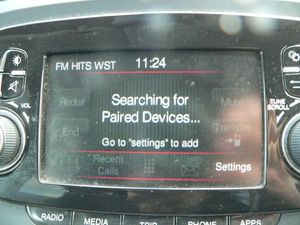 FM HITS WST 11:24
TUNE
SCROLL
VOL
Searching for
Redial Mute
Paired Devices...
End Transfer
Go to "settings" to add
Recent
Calls
Settings
RADIO MEDIA TRIP PHONE APPS